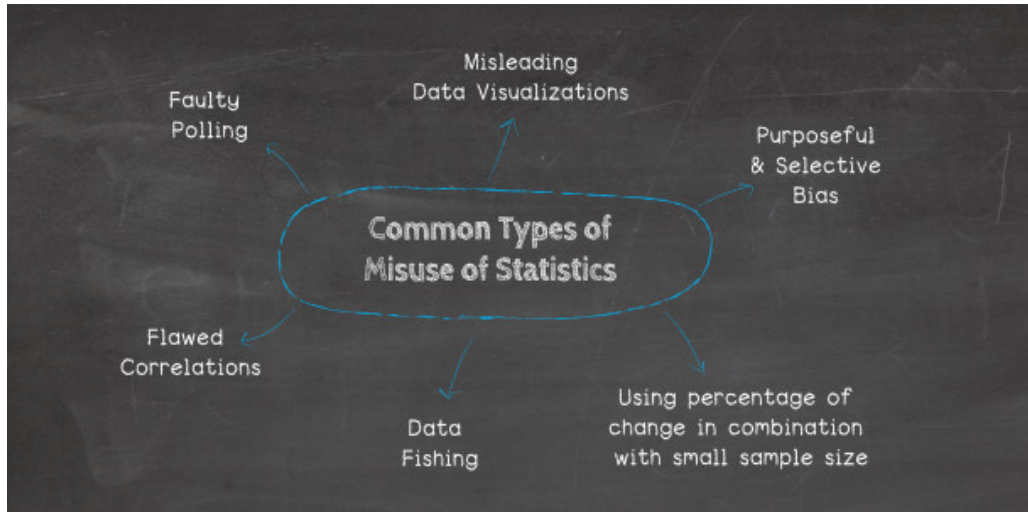 Common Types of
Misuse of Statistics
Faulty
Polling
Misleading
Data Visualizations
Purposeful
& Selective
Bias
Flawed
Correlations
Data
Fishing
Using percentage of
change in combination
with small sample size